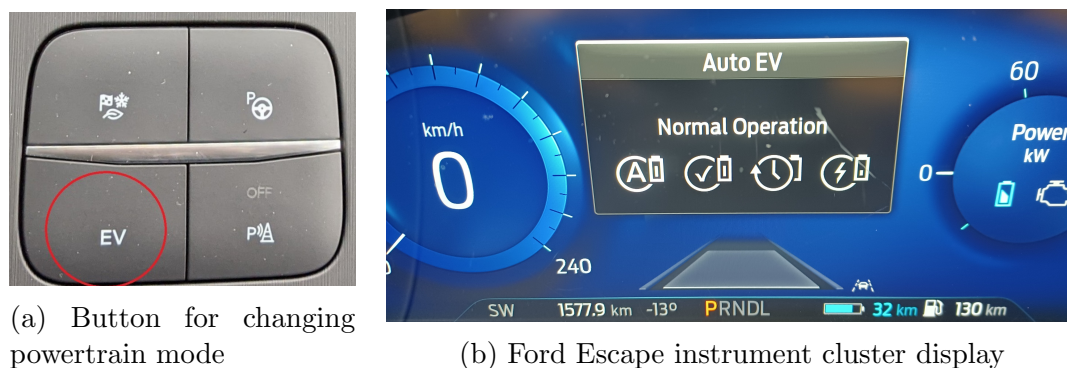 P
OFF
EV
P
(a) Button for changing
powertrain mode
Auto EV
Normal Operation
A
km/h
0
240
60
Power
kW
0
SW 1577.9 km -13° PRNDL 32 km 130 km
(b) Ford Escape instrument cluster display